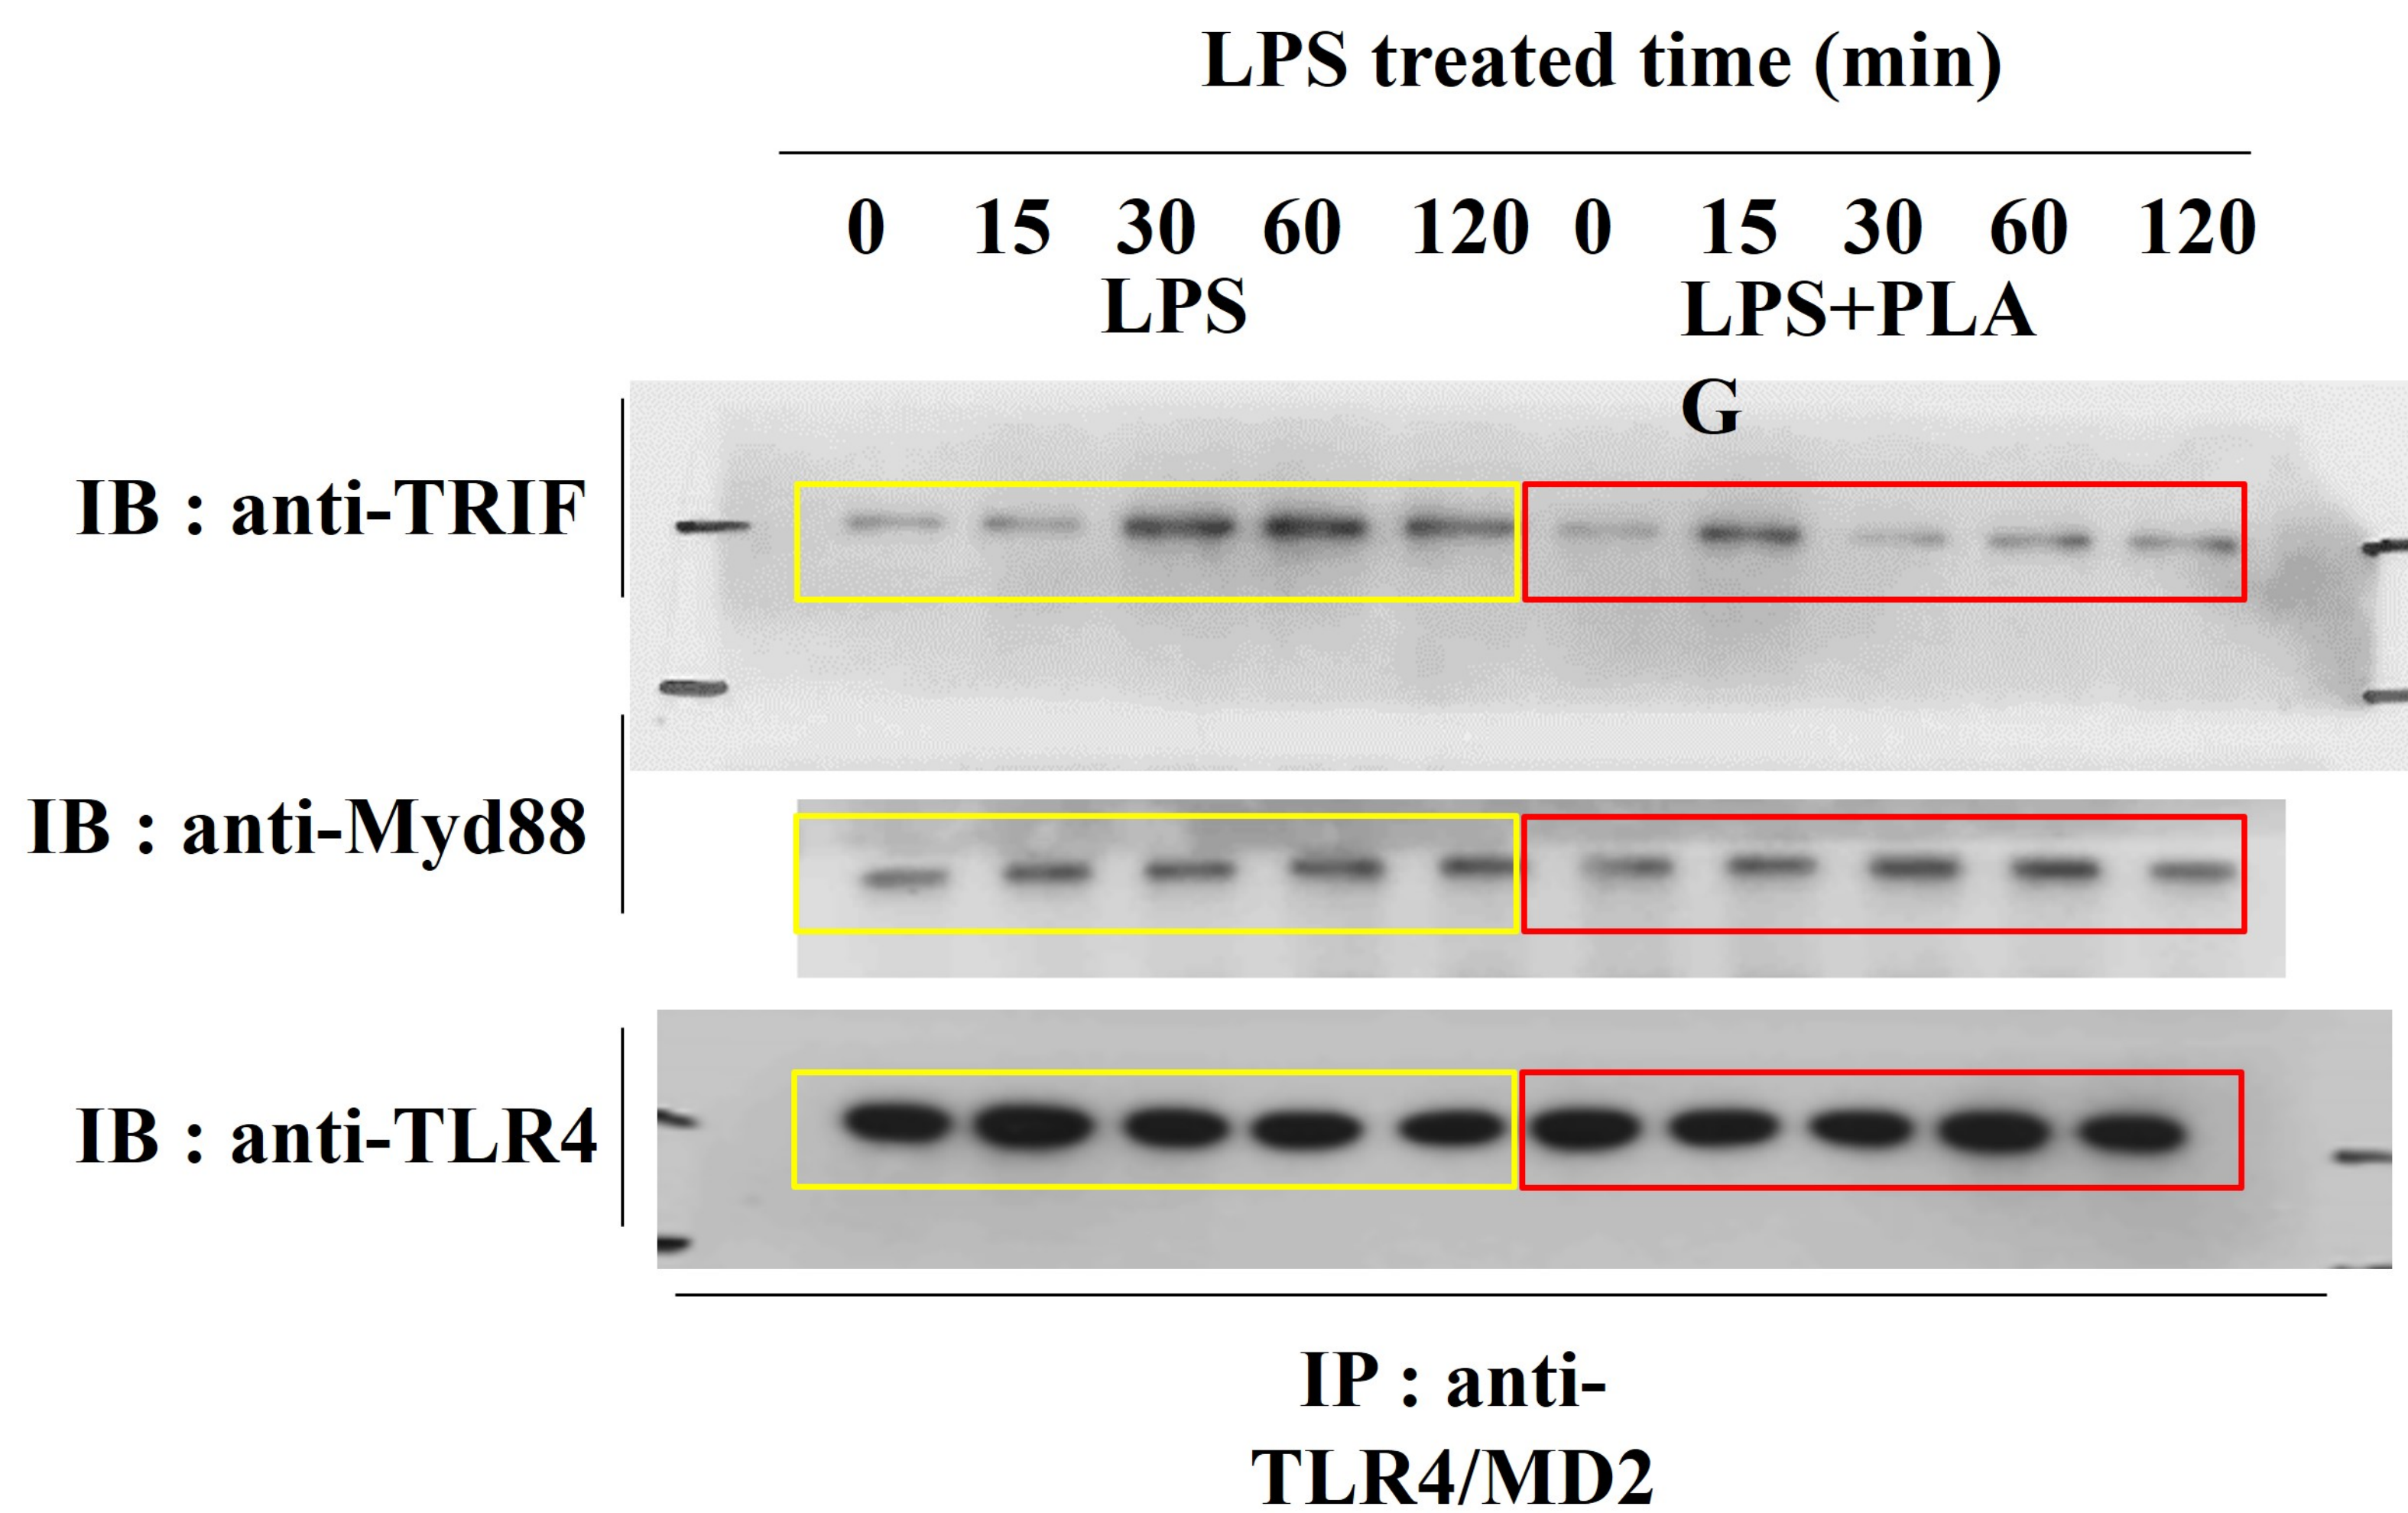 LPS treated time (min)
0 15 30 60 120 0 15 30 60 120
LPS
LPS+PLA
G
IB : anti-TRIF
IB : anti-Myd88
IB : anti-TLR4
IP : anti-
TLR4/MD2